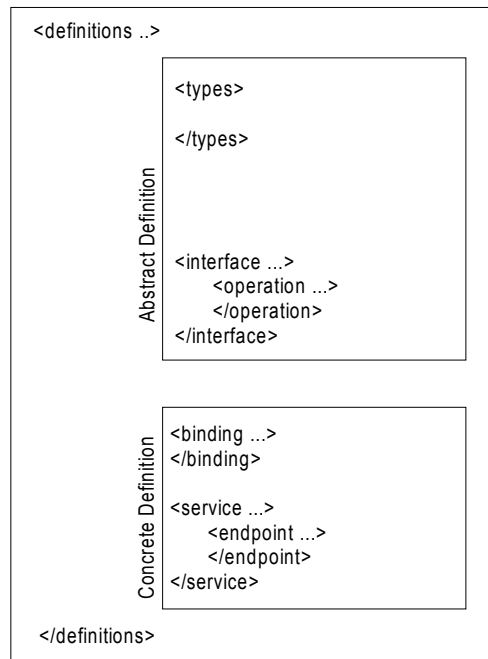 <definitions ..>
Abstract Definition
<types>
</types>
<interface ...>
<operation ...>
</operation>
</interface>
Concrete Definition
<binding ...>
</binding>
<service ...>
<endpoint ...>
</endpoint>
</service>
</definitions>